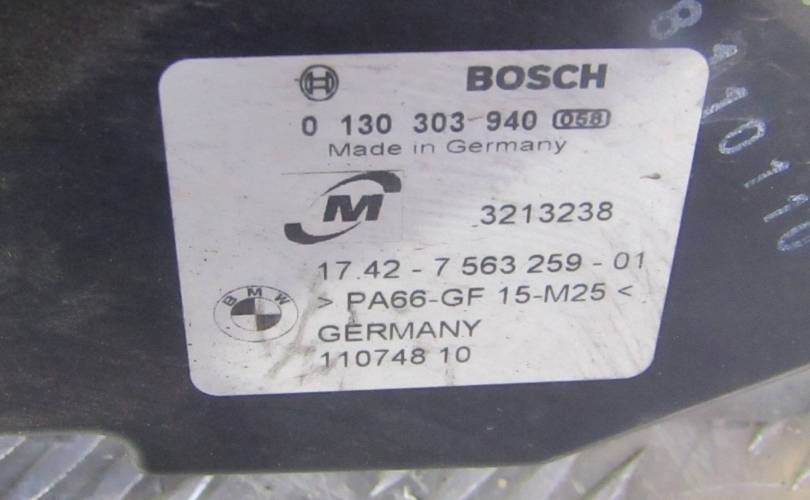 BOSCH
0 130 303 940 058
Made in Germany
M
3213238
17.42 - 7 563 259 - 01
BMW
> PA66-GF 15-M25 <
GERMANY
110748 10